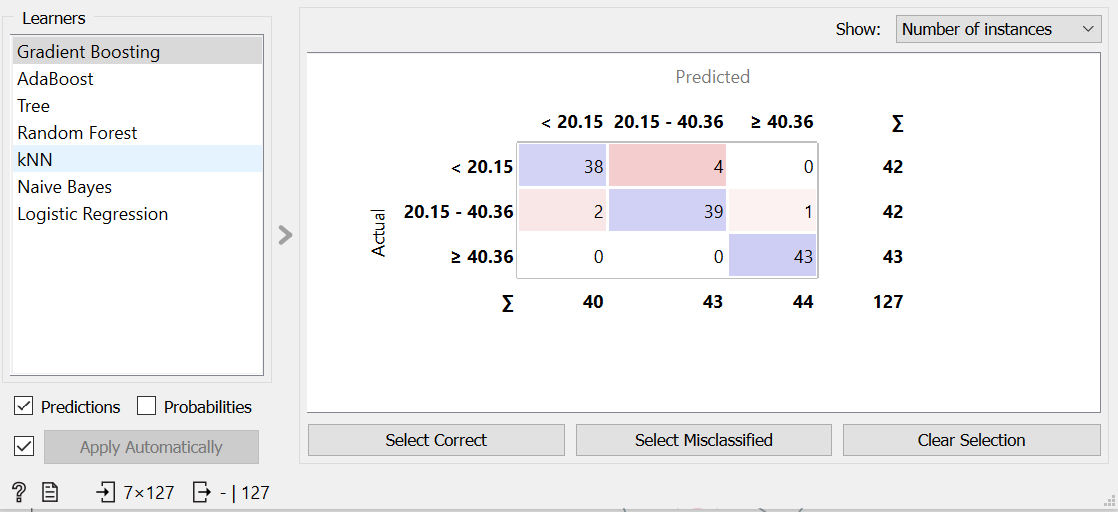 Learners
Gradient Boosting
AdaBoost
Tree
Random Forest
kNN
Naive Bayes
Logistic Regression
Predictions Probabilities
Apply Automatically
? 7×127 - | 127
Show: Number of instances
Predicted
< 20.15 20.15 - 40.36 ≥ 40.36 ∑
Actual
< 20.15 38 4 0 42
20.15 - 40.36 2 39 1 42
≥ 40.36 0 0 43 43
∑ 40 43 44 127
Select Correct Select Misclassified Clear Selection